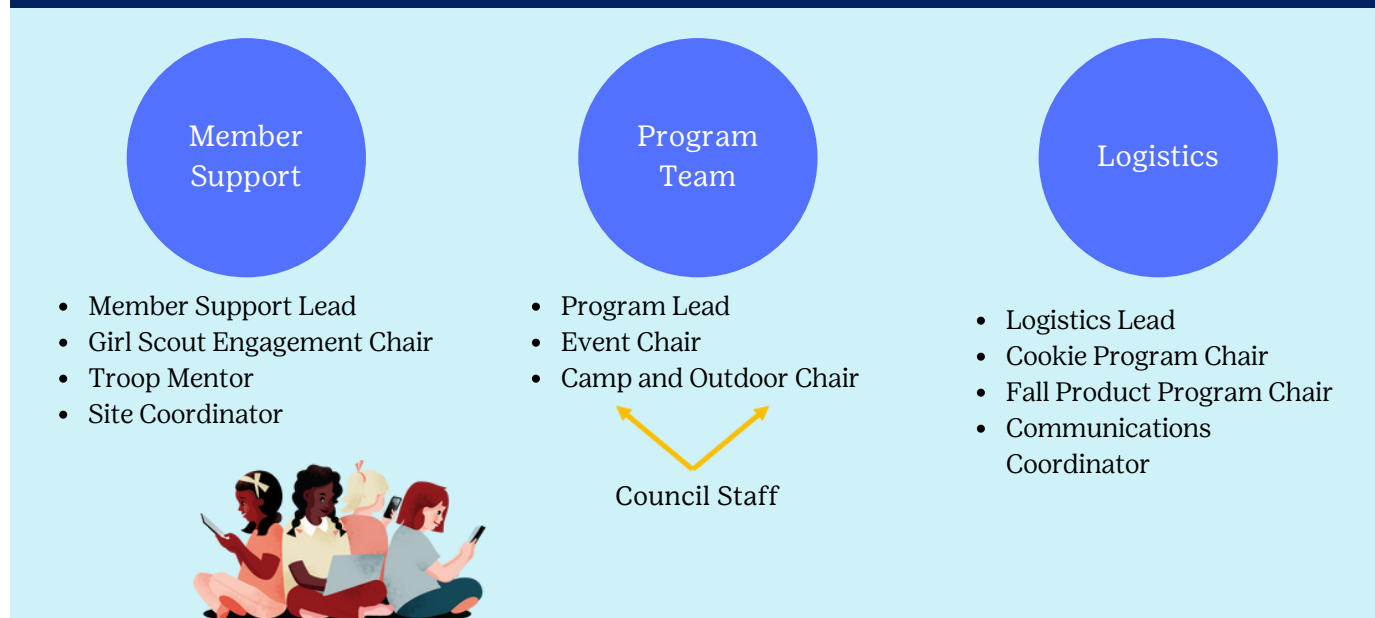 Member
Support
• Member Support Lead
• Girl Scout Engagement Chair
• Troop Mentor
• Site Coordinator
Program
Team
• Program Lead
• Event Chair
• Camp and Outdoor Chair
Council Staff
Logistics
• Logistics Lead
• Cookie Program Chair
• Fall Product Program Chair
• Communications
Coordinator